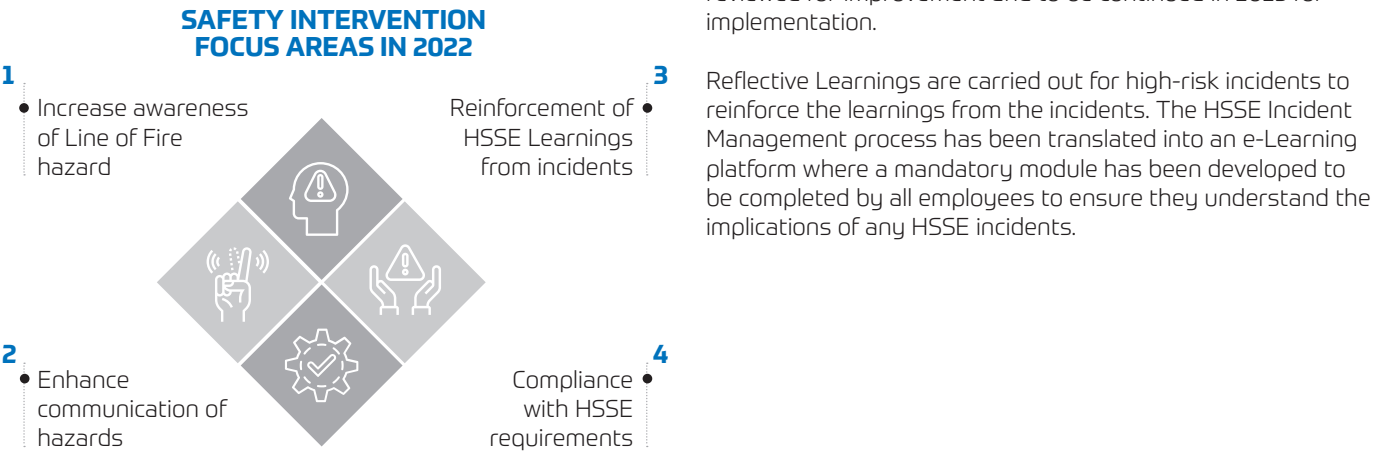 SAFETY INTERVENTION
FOCUS AREAS IN 2022
1
Increase awareness
of Line of Fire
hazard
2
Enhance
communication of
hazards
3
Reinforcement of
HSSE Learnings
from incidents
4
Compliance
with HSSE
requirements
implementation.
Reflective Learnings are carried out for high-risk incidents to
reinforce the learnings from the incidents. The HSSE Incident
Management process has been translated into an e-Learning
platform where a mandatory module has been developed to
be completed by all employees to ensure they understand the
implications of any HSSE incidents.